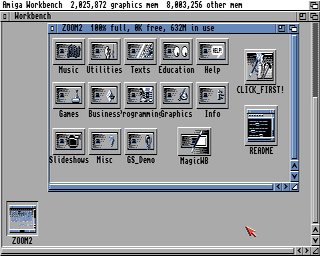 Amiga Workbench 2,025,872 graphics mem 8,003,256 other mem
Workbench
ZOOM2 100% full, 0K free, 632M in use
Music Utilities Texts Education Help
HELP
CLICK_FIRST!
Games Business Programming Graphics Info
README
Slideshows Misc GS_Demo MagicWB
ZOOM2